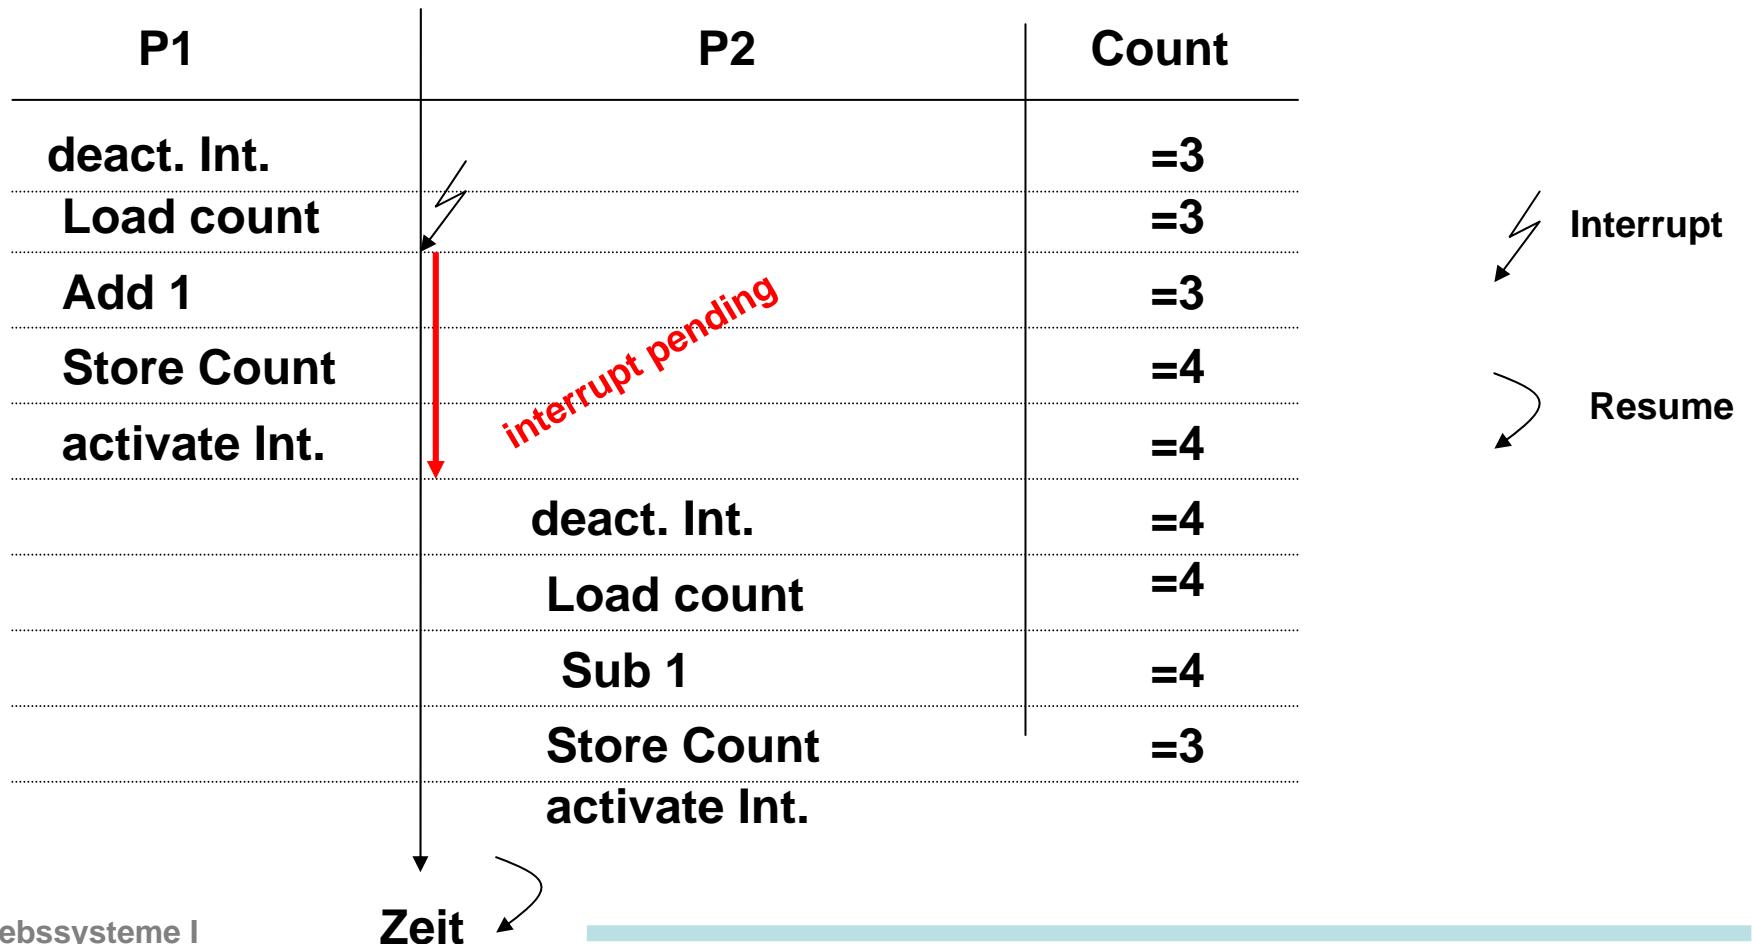 P1 P2 Count
deact. Int. =3
Load count =3
Interrupt
Add 1 =3
interrupt pending
Store Count =4
Resume
activate Int. =4
deact. Int. =4
Load count =4
Sub 1 =4
Store Count =3
activate Int.
Zeit
ebssysteme I